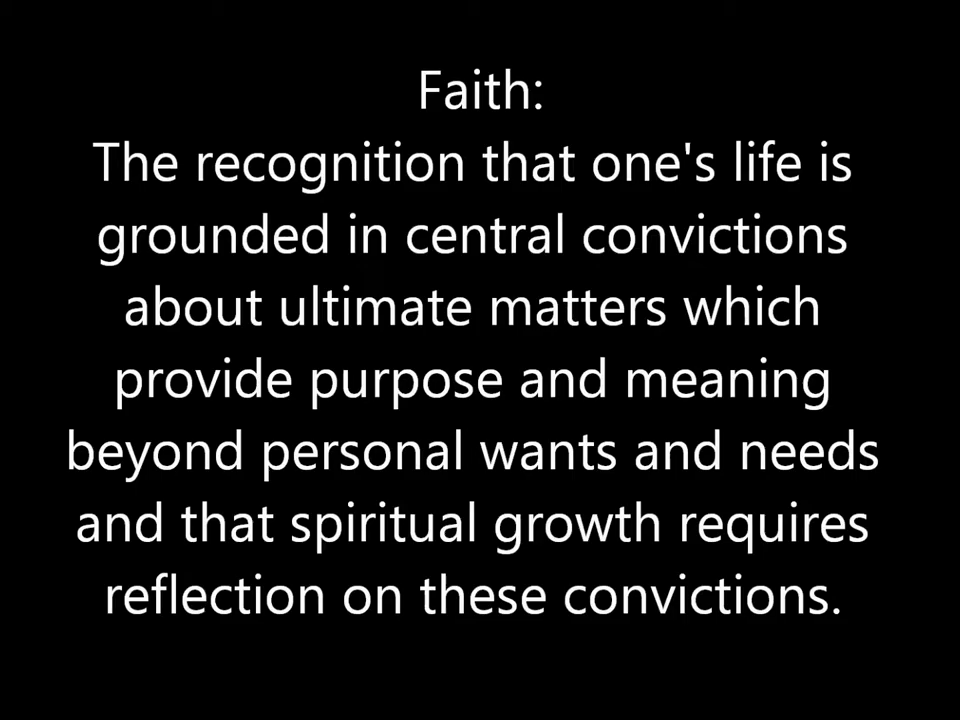 Faith:
The recognition that one's life is
grounded in central convictions
about ultimate matters which
provide purpose and meaning
beyond personal wants and needs
and that spiritual growth requires
reflection on these convictions.